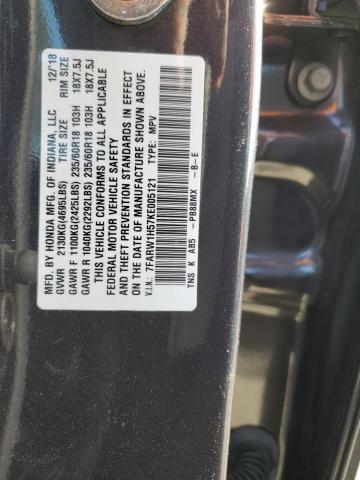 MFD. BY HONDA MFG. OF INDIANA, LLC 12/'18
GVWR 2130KG(4695LBS) TIRE SIZE RIM SIZE
GAWR F 1100KG(2425LBS) 235/60R18 103H 18X7.5J
GAWR R 1040KG(2292LBS) 235/60R18 103H 18X7.5J
THIS VEHICLE CONFORMS TO ALL APPLICABLE
FEDERAL MOTOR VEHICLE SAFETY
AND THEFT PREVENTION STANDARDS IN EFFECT
ON THE DATE OF MANUFACTURE SHOWN ABOVE.
V.I.N.: 7FARW1H57KE005121 TYPE: MPV
TNS K AB5 -PB88MX -B-E